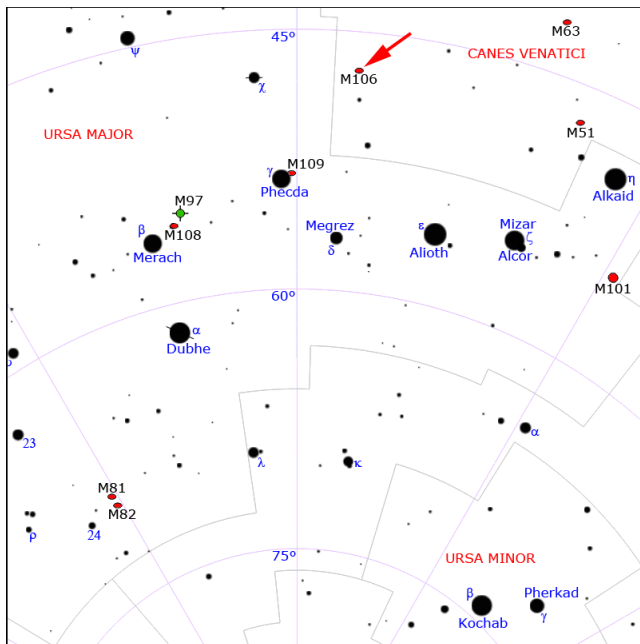 M63
45°
ψ
CANES VENATICI
M106
χ
M51
URSA MAJOR
M109
γ
Phecda
η
Alkaid
M97
β
M108
Merach
Megrez
δ
ε
Alioth
Mizar
ζ
Alcor
M101
60°
α
Dubhe
α
23
λ
κ
M81
M82
24
ρ
75°
URSA MINOR
β
Kochab
Pherkad
γ